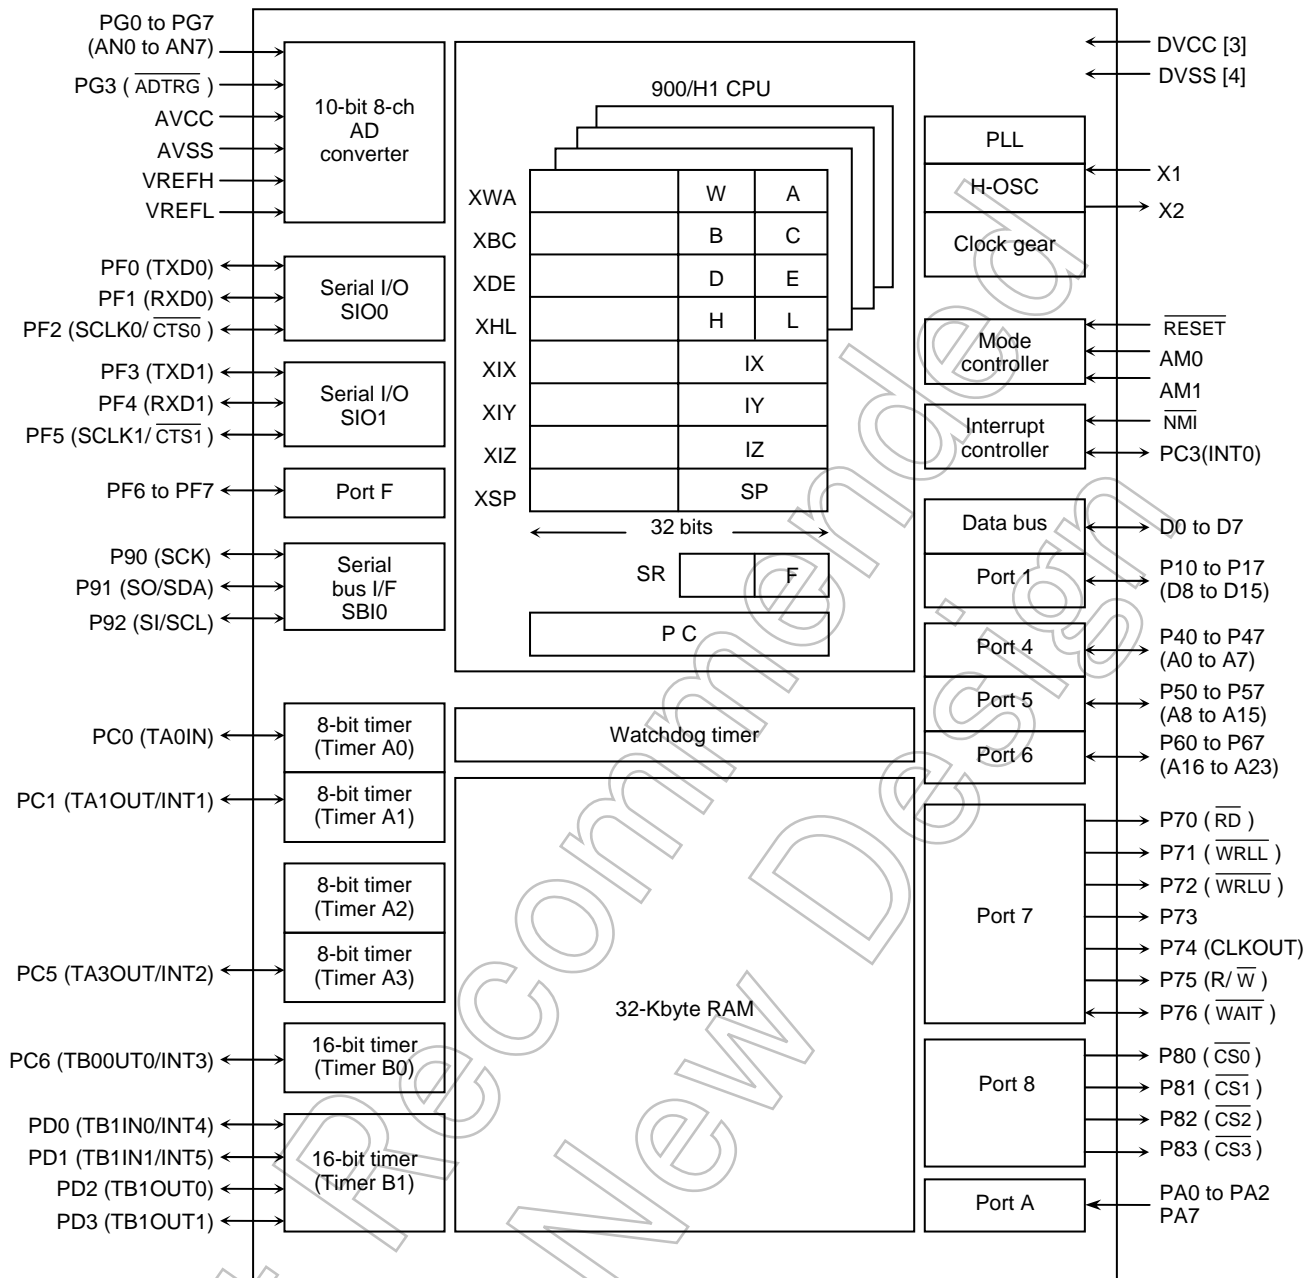 PG0 to PG7
(AN0 to AN7)
PG3 ( ADTRG )
AVCC
AVSS
VREFH
VREFL
10-bit 8-ch
AD
converter
PF0 (TXD0)
PF1 (RXD0)
PF2 (SCLK0/ CTS0 )
Serial I/O
SIO0
PF3 (TXD1)
PF4 (RXD1)
PF5 (SCLK1/ CTS1 )
Serial I/O
SIO1
PF6 to PF7
Port F
P90 (SCK)
P91 (SO/SDA)
P92 (SI/SCL)
Serial
bus I/F
SBI0
PC0 (TA0IN)
8-bit timer
(Timer A0)
PC1 (TA1OUT/INT1)
8-bit timer
(Timer A1)
8-bit timer
(Timer A2)
PC5 (TA3OUT/INT2)
8-bit timer
(Timer A3)
PC6 (TB00UT0/INT3)
16-bit timer
(Timer B0)
PD0 (TB1IN0/INT4)
PD1 (TB1IN1/INT5)
PD2 (TB1OUT0)
PD3 (TB1OUT1)
16-bit timer
(Timer B1)
900/H1 CPU
XWA W A
XBC B C
XDE D E
XHL H L
XIX IX
XIY IY
XIZ IZ
XSP SP
32 bits
SR F
P C
Watchdog timer
32-Kbyte RAM
DVCC [3]
DVSS [4]
PLL
H-OSC
Clock gear
X1
X2
Mode
controller
RESET
AM0
AM1
Interrupt
controller
NMI
PC3(INT0)
Data bus
D0 to D7
Port 1
P10 to P17
(D8 to D15)
Port 4
P40 to P47
(A0 to A7)
Port 5
P50 to P57
(A8 to A15)
Port 6
P60 to P67
(A16 to A23)
Port 7
P70 ( RD )
P71 ( WRLL )
P72 ( WRLU )
P73
P74 (CLKOUT)
P75 (R/ W )
P76 ( WAIT )
Port 8
P80 ( CS0 )
P81 ( CS1 )
P82 ( CS2 )
P83 ( CS3 )
Port A
PA0 to PA2
PA7
Recommended
New Design